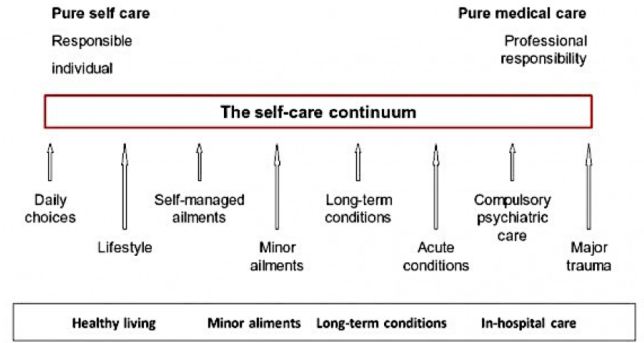 Pure self care
Pure medical care
Responsible
individual
Professional
responsibility
The self-care continuum
Daily
choices
Lifestyle
Self-managed
ailments
Minor
ailments
Long-term
conditions
Acute
conditions
Compulsory
psychiatric
care
Major
trauma
Healthy living
Minor aliments
Long-term conditions
In-hospital care